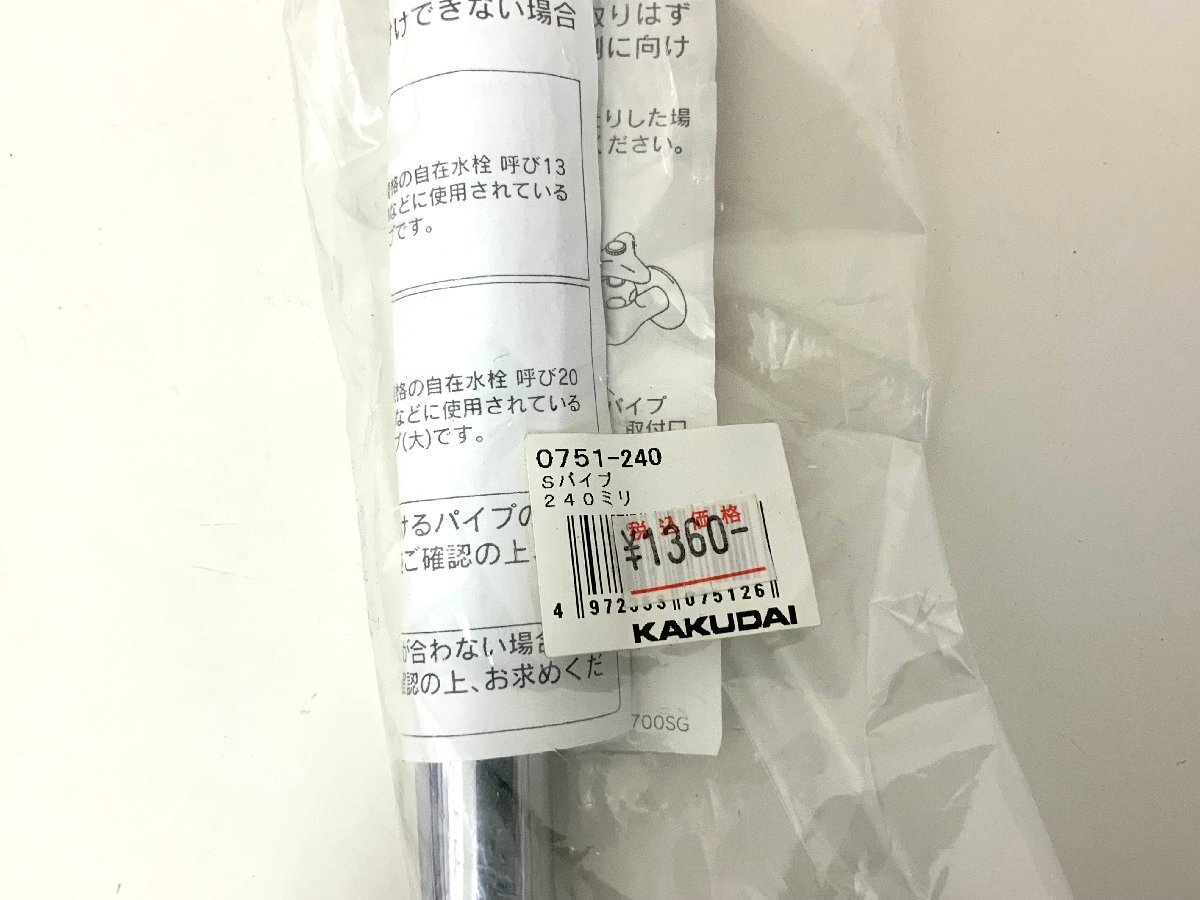 けできない場合
格の自在水栓 呼び13
などに使用されている
プです。
格の自在水栓 呼び20
などに使用されている
プ(大)です。
けるパイプの
ご確認の上、
が合わない場合
確認の上、お求めくだ
取りはず
側に向け
たりした場
ください。
パイプ
取付口
700SG
0751-240
Sパイプ
240ミリ
税込価格
¥1360-
4 972353 075126
KAKUDAI